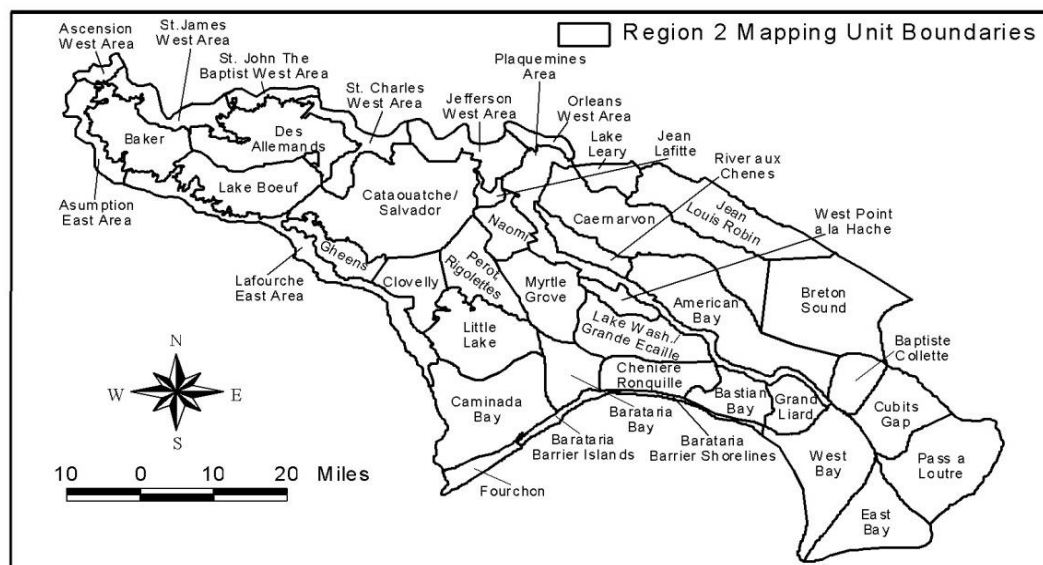 Region 2 Mapping Unit Boundaries
Ascension
West Area
St.James
West Area
St. John The
Baptist West Area
St. Charles
West Area
Jefferson
West Area
Plaquemines
Area
Orleans
West Area
Lake
Leary
Jean
Lafitte
River aux
Chenes
West Point
a la Hache
Baker
Des
Allemands
Lake Boeuf
Asumption
East Area
Cataouatche/
Salvador
Naomi
Caernarvon
Jean
Louis Robin
Gheens
Lafourche
East Area
Clovelly
Perot,
Rigolettes
Myrtle
Grove
American
Bay
Breton
Sound
Little
Lake
Lake Wash./
Grande Ecaille
Baptiste
Collette
Cheniere
Ronquille
Caminada
Bay
Barataria
Bay
Bastian
Bay
Grand
Liard
Cubits
Gap
Barataria
Barrier Islands
Barataria
Barrier Shorelines
West
Bay
Pass a
Loutre
Fourchon
East
Bay
N
W
E
S
10 0 10 20 Miles